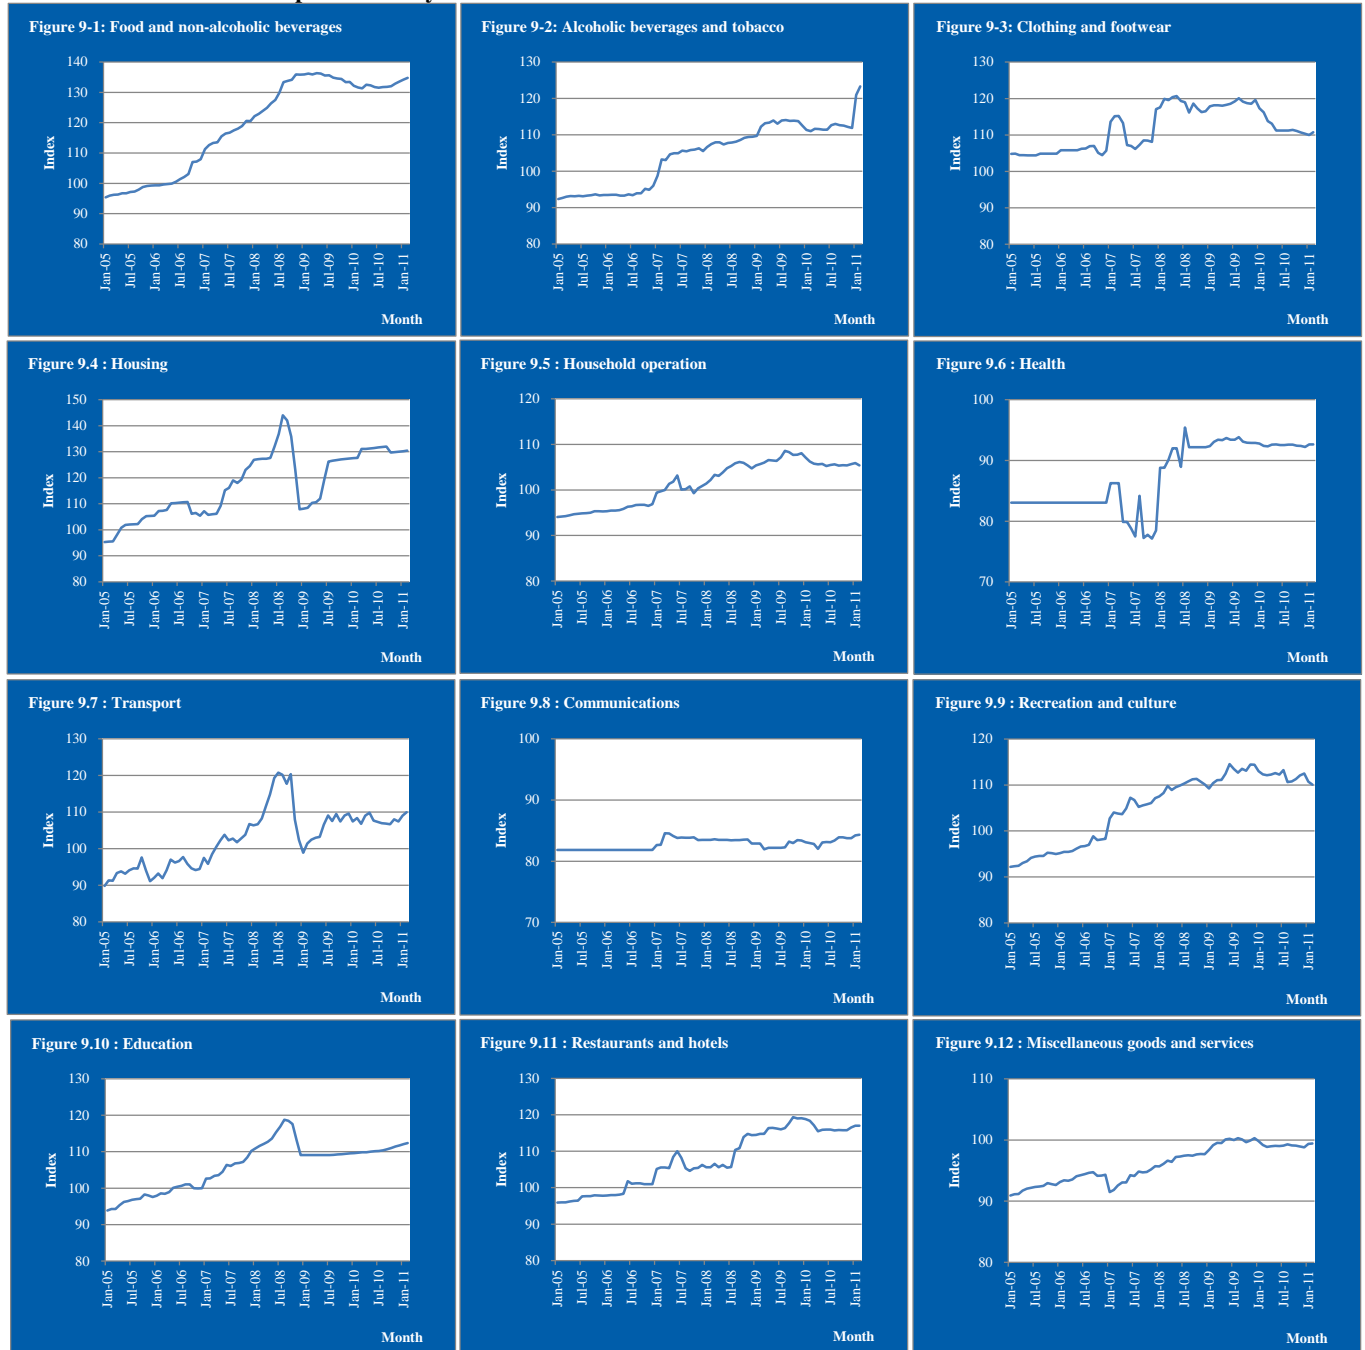 Figure 9-1: Food and non-alcoholic beverages
Index
140
130
120
110
100
90
80
Jan-05
Jul-05
Jan-06
Jul-06
Jan-07
Jul-07
Jan-08
Jul-08
Jan-09
Jul-09
Jan-10
Jul-10
Jan-11
Month
Figure 9-2: Alcoholic beverages and tobacco
Index
130
120
110
100
90
80
Jan-05
Jul-05
Jan-06
Jul-06
Jan-07
Jul-07
Jan-08
Jul-08
Jan-09
Jul-09
Jan-10
Jul-10
Jan-11
Month
Figure 9-3: Clothing and footwear
Index
130
120
110
100
90
80
Jan-05
Jul-05
Jan-06
Jul-06
Jan-07
Jul-07
Jan-08
Jul-08
Jan-09
Jul-09
Jan-10
Jul-10
Jan-11
Month
Figure 9.4 : Housing
Index
150
140
130
120
110
100
90
80
Jan-05
Jul-05
Jan-06
Jul-06
Jan-07
Jul-07
Jan-08
Jul-08
Jan-09
Jul-09
Jan-10
Jul-10
Jan-11
Month
Figure 9.5 : Household operation
Index
120
110
100
90
80
Jan-05
Jul-05
Jan-06
Jul-06
Jan-07
Jul-07
Jan-08
Jul-08
Jan-09
Jul-09
Jan-10
Jul-10
Jan-11
Month
Figure 9.6 : Health
Index
100
90
80
70
Jan-05
Jul-05
Jan-06
Jul-06
Jan-07
Jul-07
Jan-08
Jul-08
Jan-09
Jul-09
Jan-10
Jul-10
Jan-11
Month
Figure 9.7 : Transport
Index
130
120
110
100
90
80
Jan-05
Jul-05
Jan-06
Jul-06
Jan-07
Jul-07
Jan-08
Jul-08
Jan-09
Jul-09
Jan-10
Jul-10
Jan-11
Month
Figure 9.8 : Communications
Index
100
90
80
70
Jan-05
Jul-05
Jan-06
Jul-06
Jan-07
Jul-07
Jan-08
Jul-08
Jan-09
Jul-09
Jan-10
Jul-10
Jan-11
Month
Figure 9.9 : Recreation and culture
Index
120
110
100
90
80
Jan-05
Jul-05
Jan-06
Jul-06
Jan-07
Jul-07
Jan-08
Jul-08
Jan-09
Jul-09
Jan-10
Jul-10
Jan-11
Month
Figure 9.10 : Education
Index
130
120
110
100
90
80
Jan-05
Jul-05
Jan-06
Jul-06
Jan-07
Jul-07
Jan-08
Jul-08
Jan-09
Jul-09
Jan-10
Jul-10
Jan-11
Month
Figure 9.11 : Restaurants and hotels
Index
130
120
110
100
90
80
Jan-05
Jul-05
Jan-06
Jul-06
Jan-07
Jul-07
Jan-08
Jul-08
Jan-09
Jul-09
Jan-10
Jul-10
Jan-11
Month
Figure 9.12 : Miscellaneous goods and services
Index
110
100
90
80
Jan-05
Jul-05
Jan-06
Jul-06
Jan-07
Jul-07
Jan-08
Jul-08
Jan-09
Jul-09
Jan-10
Jul-10
Jan-11
Month